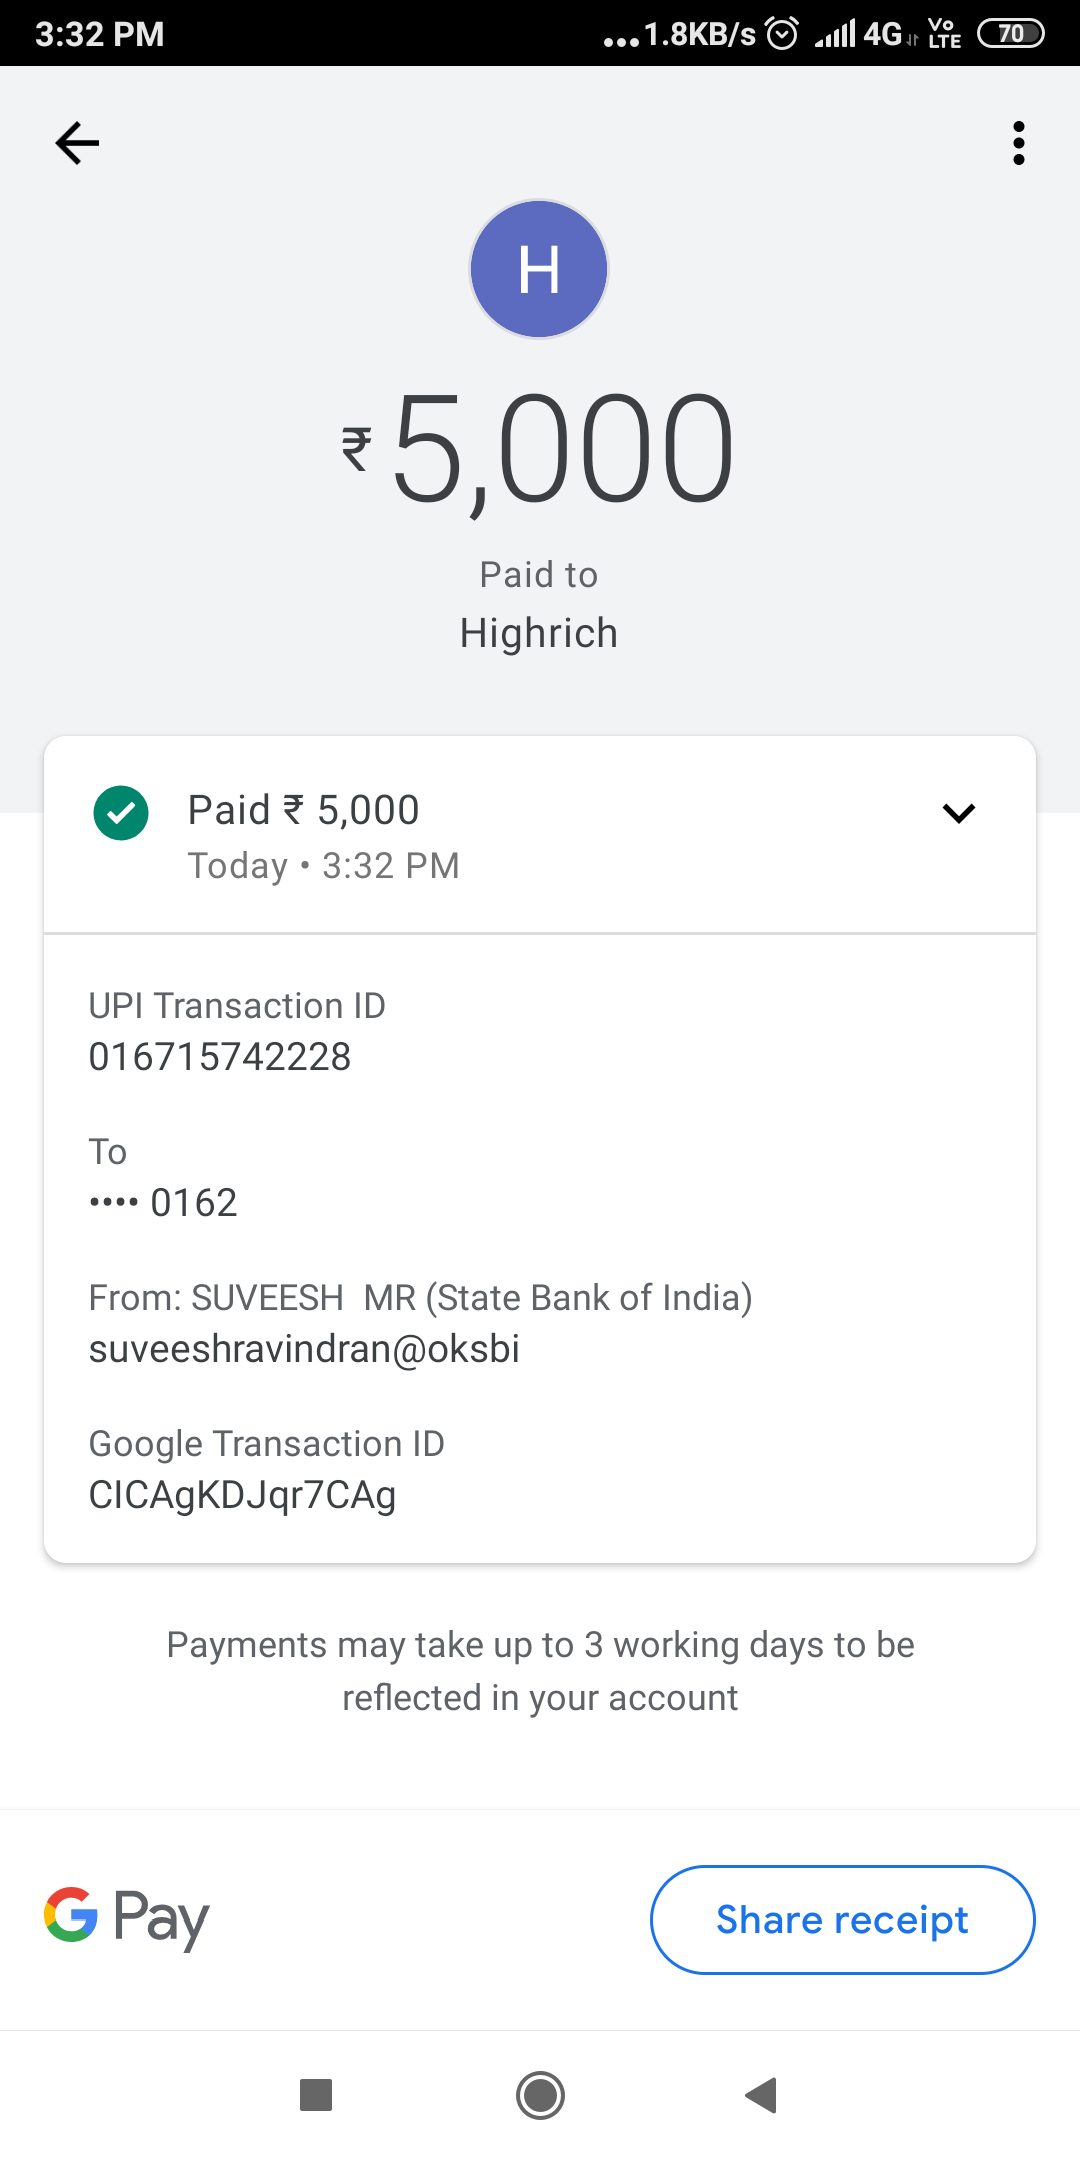 3:32 PM
...1.8KB/s 4G Vo LTE 70
H
₹5,000
Paid to
Highrich
Paid ₹ 5,000
Today • 3:32 PM
UPI Transaction ID
016715742228
To
•••• 0162
From: SUVEESH  MR (State Bank of India)
suveeshravindran@oksbi
Google Transaction ID
CICAgKDJqr7CAg
Payments may take up to 3 working days to be
reflected in your account
G Pay
Share receipt